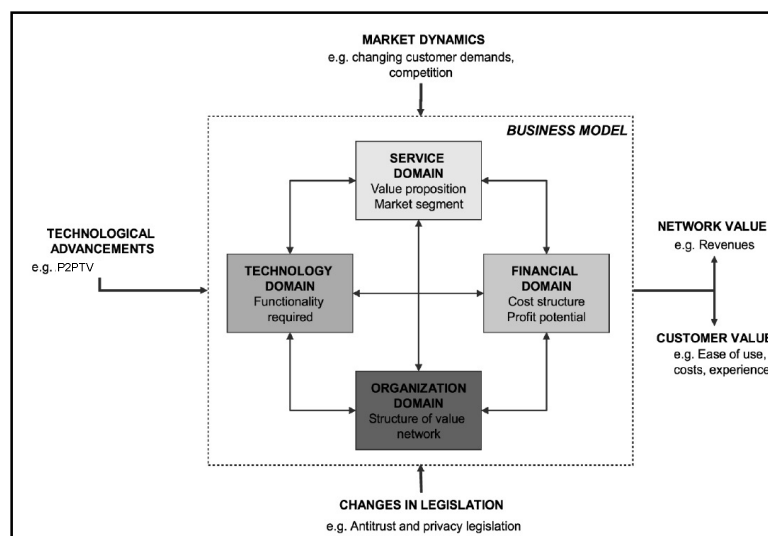 MARKET DYNAMICS
e.g. changing customer demands,
competition
BUSINESS MODEL
SERVICE
DOMAIN
Value proposition
Market segment
TECHNOLOGICAL
ADVANCEMENTS
e.g. P2PTV
TECHNOLOGY
DOMAIN
Functionality
required
FINANCIAL
DOMAIN
Cost structure
Profit potential
NETWORK VALUE
e.g. Revenues
CUSTOMER VALUE
e.g. Ease of use,
costs, experience
ORGANIZATION
DOMAIN
Structure of value
network
CHANGES IN LEGISLATION
e.g. Antitrust and privacy legislation